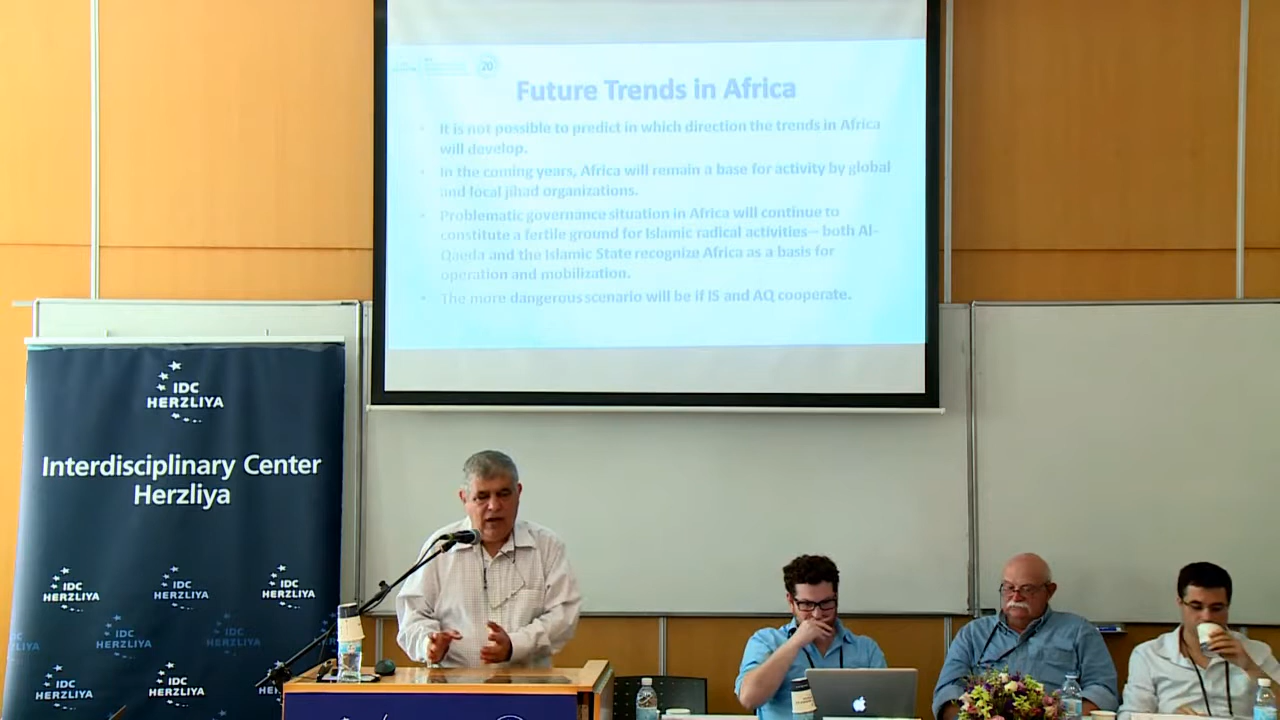 20
Future Trends in Africa
• It is not possible to predict in which direction the trends in Africa
will develop.
• In the coming years, Africa will remain a base for activity by global
and local jihad organizations.
• Problematic governance situation in Africa will continue to
constitute a fertile ground for Islamic radical activities – both Al-
Qaeda and the Islamic State recognize Africa as a basis for
operation and mobilization.
• The more dangerous scenario will be if IS and AQ cooperate.
IDC
HERZLIYA
Interdisciplinary Center
Herzliya
IDC
HERZLIYA
IDC
HERZLIYA
IDC
HERZLIYA
IDC
HERZLIYA
IDC
HERZLIYA
IDC
HERZLIYA
IDC
HERZLIYA